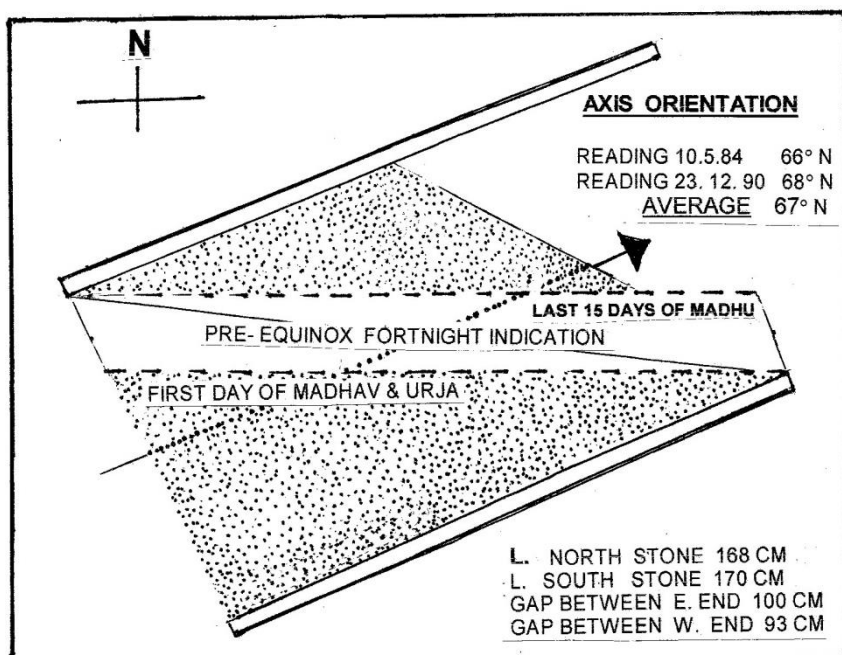 N
AXIS ORIENTATION
READING 10.5.84 66° N
READING 23. 12. 90 68° N
AVERAGE 67° N
LAST 15 DAYS OF MADHU
PRE- EQUINOX FORTNIGHT INDICATION
FIRST DAY OF MADHAV & URJA
L. NORTH STONE 168 CM
L. SOUTH STONE 170 CM
GAP BETWEEN E. END 100 CM
GAP BETWEEN W. END 93 CM